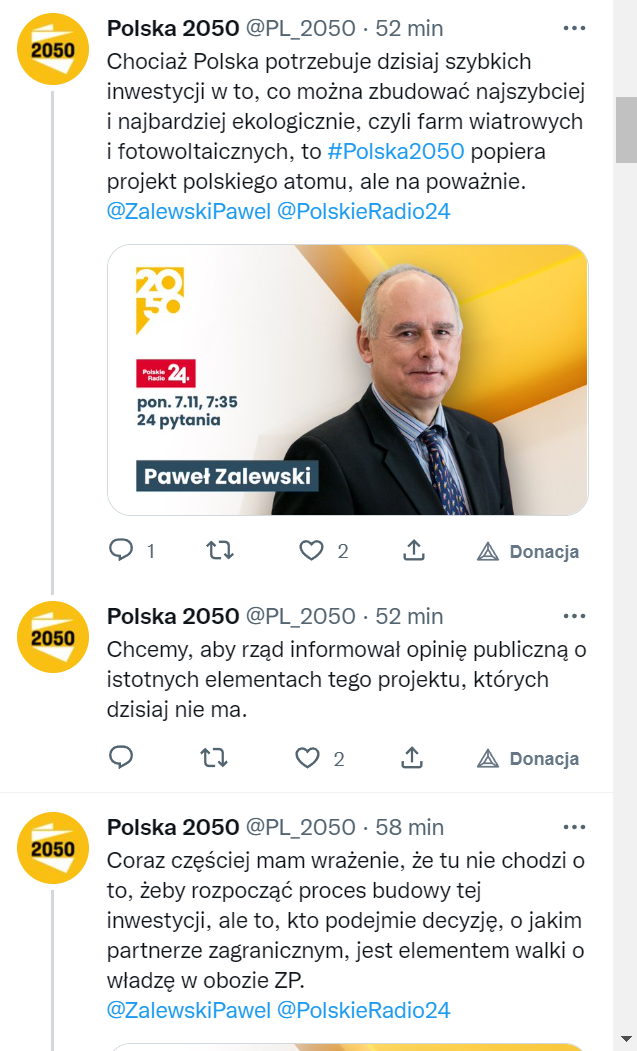 2050
Polska 2050 @PL_2050 · 52 min
Chociaż Polska potrzebuje dzisiaj szybkich
inwestycji w to, co można zbudować najszybciej
i najbardziej ekologicznie, czyli farm wiatrowych
i fotowoltaicznych, to #Polska2050 popiera
projekt polskiego atomu, ale na poważnie.
@ZalewskiPawel @PolskieRadio24
20
50
Polskie
Radio 24.
pon. 7.11, 7:35
24 pytania
Paweł Zalewski
1
2
Donacja
2050
Polska 2050 @PL_2050 · 52 min
Chcemy, aby rząd informował opinię publiczną o
istotnych elementach tego projektu, których
dzisiaj nie ma.
2
Donacja
2050
Polska 2050 @PL_2050 · 58 min
Coraz częściej mam wrażenie, że tu nie chodzi o
to, żeby rozpocząć proces budowy tej
inwestycji, ale to, kto podejmie decyzję, o jakim
partnerze zagranicznym, jest elementem walki o
władzę w obozie ZP.
@ZalewskiPawel @PolskieRadio24